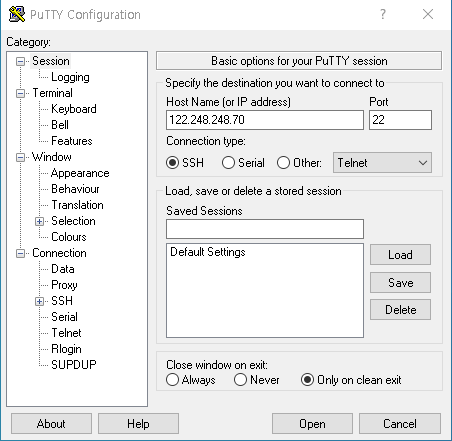 PuTTY Configuration
?
Category:
Session
Logging
Terminal
Keyboard
Bell
Features
Window
Appearance
Behaviour
Translation
Selection
Colours
Connection
Data
Proxy
SSH
Serial
Telnet
Rlogin
SUPDUP
Basic options for your PuTTY session
Specify the destination you want to connect to
Host Name (or IP address) Port
122.248.248.70 22
Connection type:
SSH Serial Other: Telnet
Load, save or delete a stored session
Saved Sessions
Default Settings
Load
Save
Delete
Close window on exit:
Always Never Only on clean exit
About Help Open Cancel